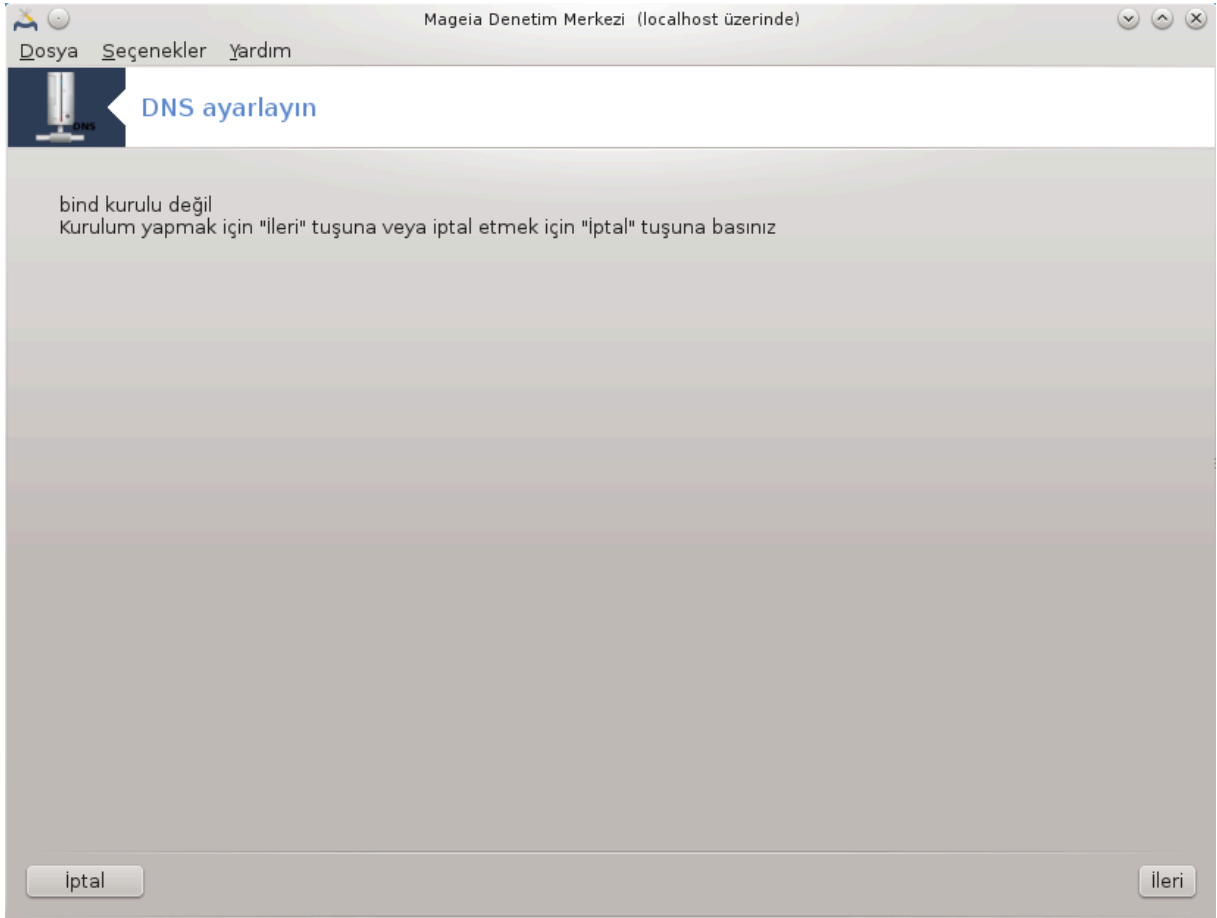 Mageia Denetim Merkezi (localhost üzerinde)
Dosya Seçenekler Yardım
DNS
DNS ayarlayın
bind kurulu değil
Kurulum yapmak için "İleri" tuşuna veya iptal etmek için "İptal" tuşuna basınız
İptal
İleri